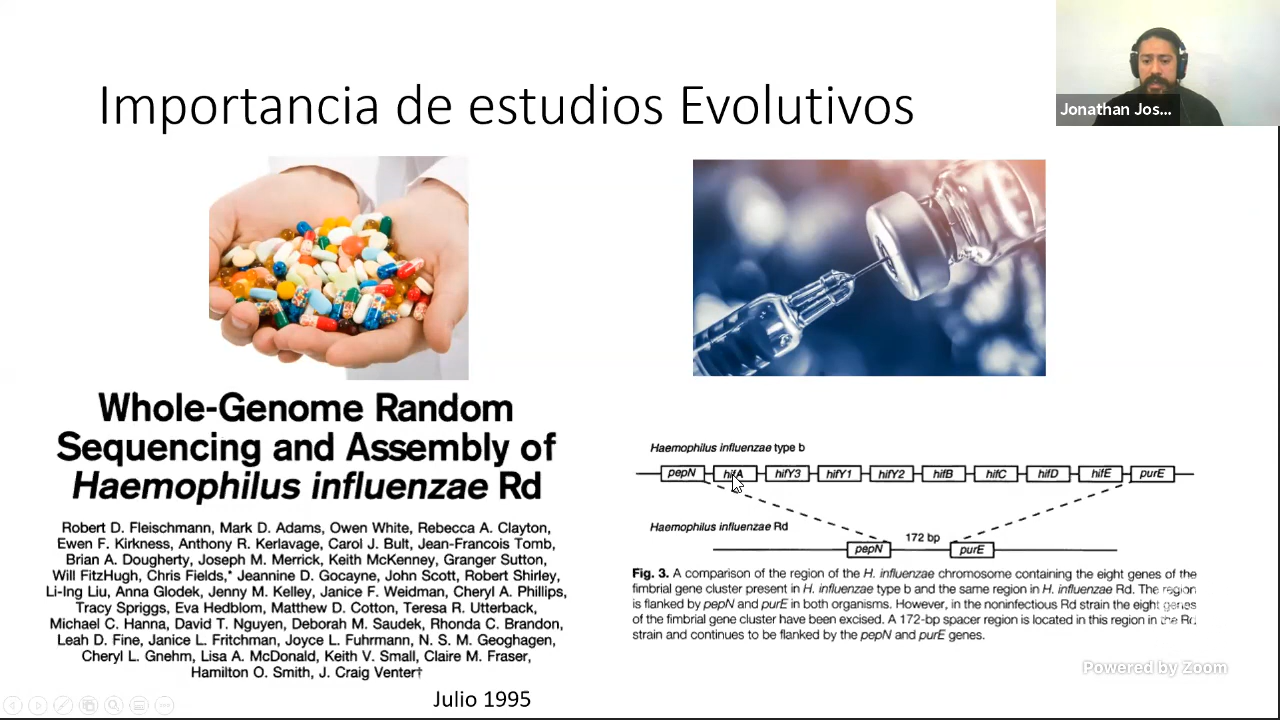 Importancia de estudios Evolutivos
Jonathan Jos...
Whole-Genome Random
Sequencing and Assembly of
Haemophilus influenzae Rd
Robert D. Fleischmann, Mark D. Adams, Owen White, Rebecca A. Clayton,
Ewen F. Kirkness, Anthony R. Kerlavage, Carol J. Bult, Jean-Francois Tomb,
Brian A. Dougherty, Joseph M. Merrick, Keith McKenney, Granger Sutton,
Will FitzHugh, Chris Fields,* Jeannine D. Gocayne, John Scott, Robert Shirley,
Li-Ing Liu, Anna Glodek, Jenny M. Kelley, Janice F. Weidman, Cheryl A. Phillips,
Tracy Spriggs, Eva Hedblom, Matthew D. Cotton, Teresa R. Utterback,
Michael C. Hanna, David T. Nguyen, Deborah M. Saudek, Rhonda C. Brandon,
Leah D. Fine, Janice L. Fritchman, Joyce L. Fuhrmann, N. S. M. Geoghagen,
Cheryl L. Gnehm, Lisa A. McDonald, Keith V. Small, Claire M. Fraser,
Hamilton O. Smith, J. Craig Venter†
Julio 1995
Haemophilus influenzae type b
pepN hifA hifY3 hifY1 hifY2 hifB hifC hifD hifE purE
Haemophilus influenzae Rd
172 bp
pepN purE
Fig. 3. A comparison of the region of the H. influenzae chromosome containing the eight genes of the
fimbrial gene cluster present in H. influenzae type b and the same region in H. influenzae Rd. The region
is flanked by pepN and purE in both organisms. However, in the noninfectious Rd strain the eight genes
of the fimbrial gene cluster have been excised. A 172-bp spacer region is located in this region in the Rd
strain and continues to be flanked by the pepN and purE genes.
Powered by Zoom